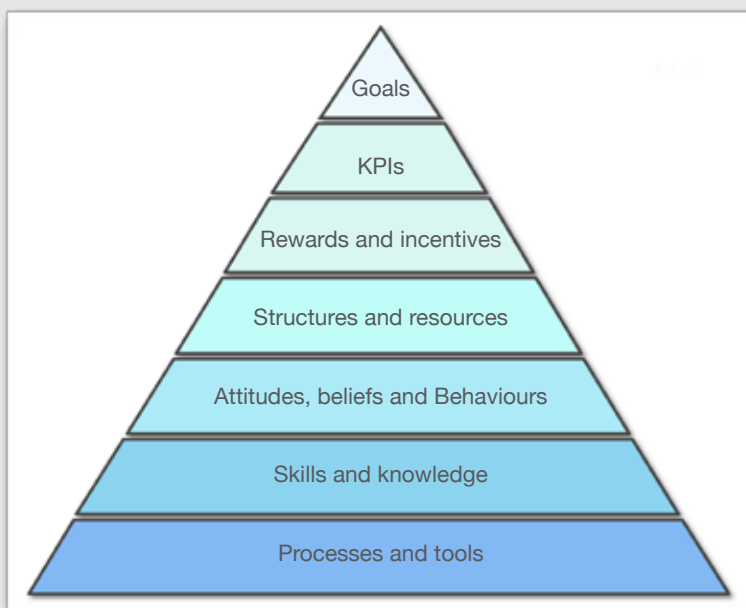 Goals
KPIs
Rewards and incentives
Structures and resources
Attitudes, beliefs and Behaviours
Skills and knowledge
Processes and tools